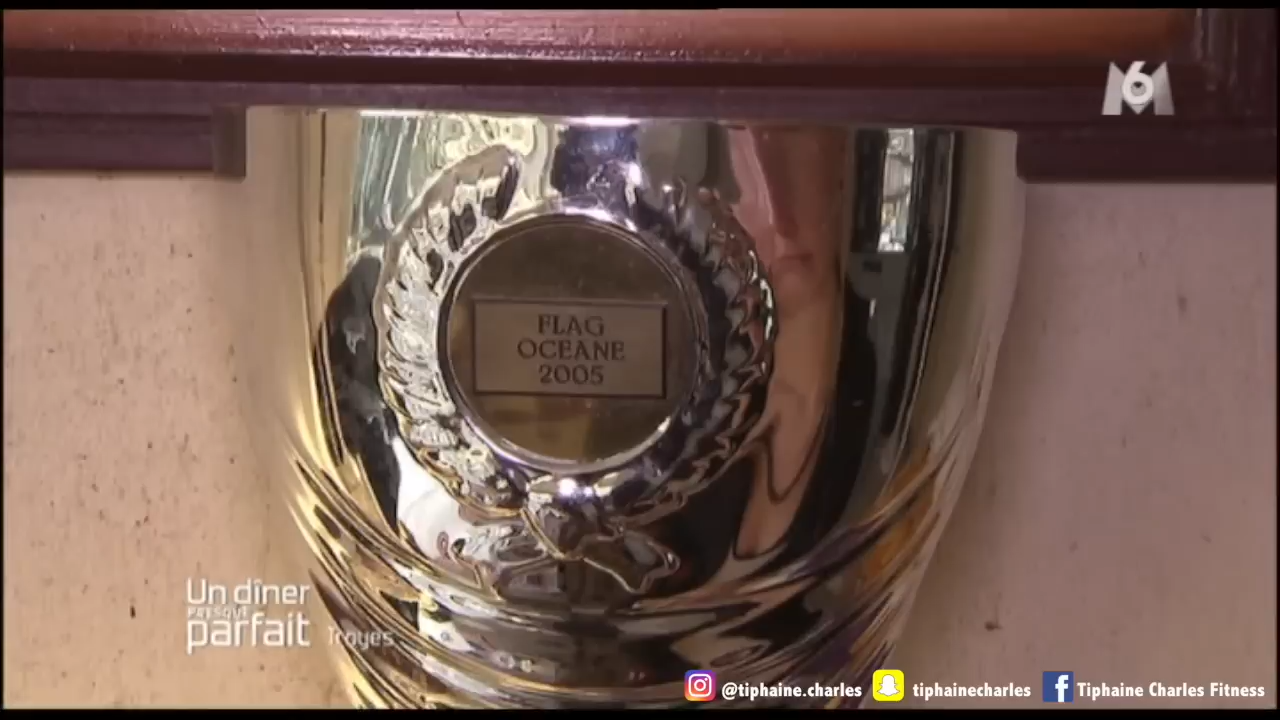 M6
FLAG
OCEANE
2005
Un dîner
PRESQUE
parfait Troyes
@tiphaine.charles tiphainecharles Tiphaine Charles Fitness